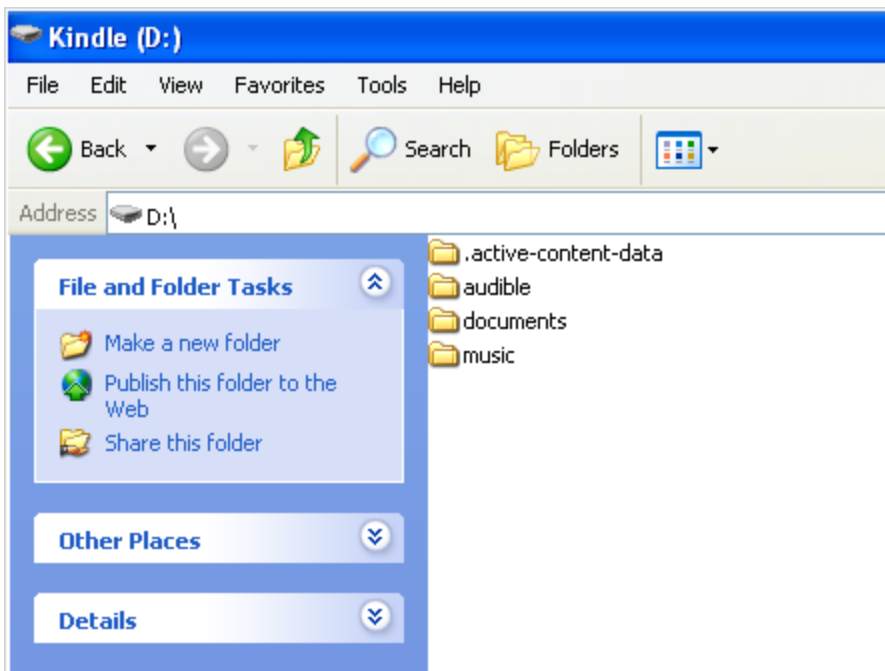 Kindle (D:)
File Edit View Favorites Tools Help
Back Search Folders
Address D:\
File and Folder Tasks
Make a new folder
Publish this folder to the
Web
Share this folder
Other Places
Details
.active-content-data
audible
documents
music